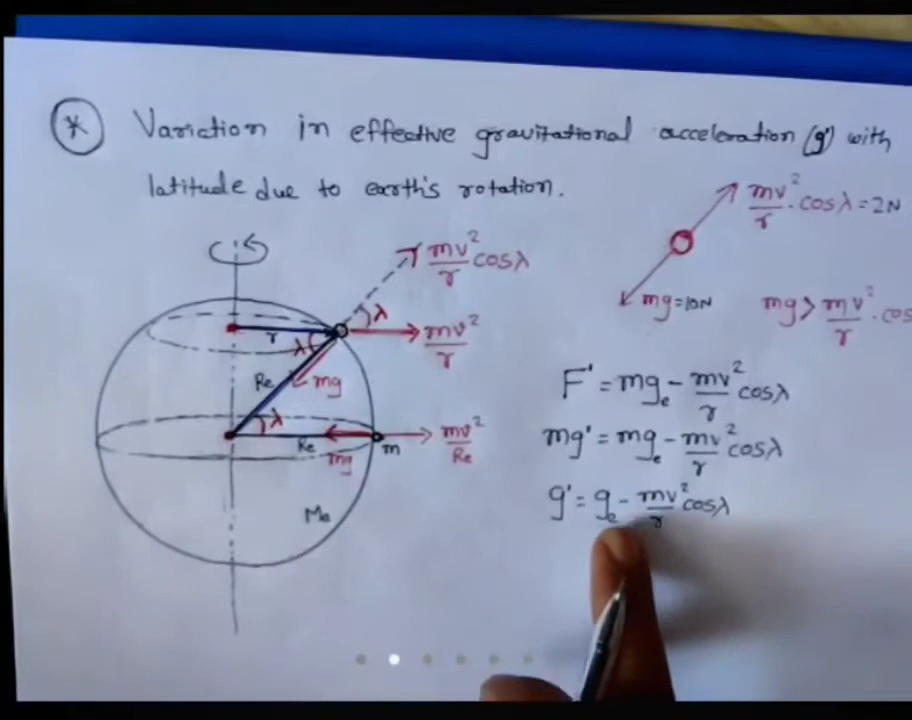 * Variation in effective gravitational acceleration (g') with
latitude due to earth's rotation.
mv²/r cosλ
λ
r
λ
mv²/r
Re
mg
λ
Re
mg
m
mv²/Re
Me
mv²/r · cosλ = 2N
mg = 10N
mg > mv²/r · cos
F' = mge - mv²/r cosλ
mg' = mge - mv²/r cosλ
g' = ge - mv²/r cosλ